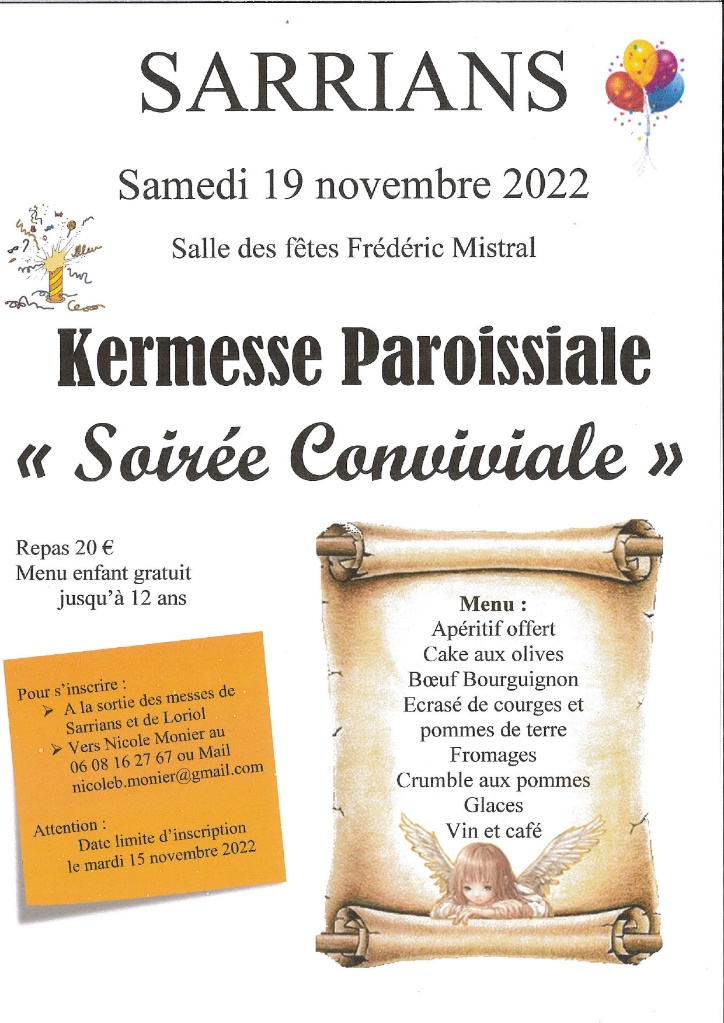 SARRIANS
Samedi 19 novembre 2022
Salle des fêtes Frédéric Mistral
Kermesse Paroissiale
« Soirée Conviviale »
Repas 20 €
Menu enfant gratuit
jusqu'à 12 ans
Pour s'inscrire :
➢ A la sortie des messes de
Sarrians et de Loriol
➢ Vers Nicole Monier au
06 08 16 27 67 ou Mail
nicoleb.monier@gmail.com
Attention :
Date limite d'inscription
le mardi 15 novembre 2022
Menu :
Apéritif offert
Cake aux olives
Bœuf Bourguignon
Ecrasé de courges et
pommes de terre
Fromages
Crumble aux pommes
Glaces
Vin et café